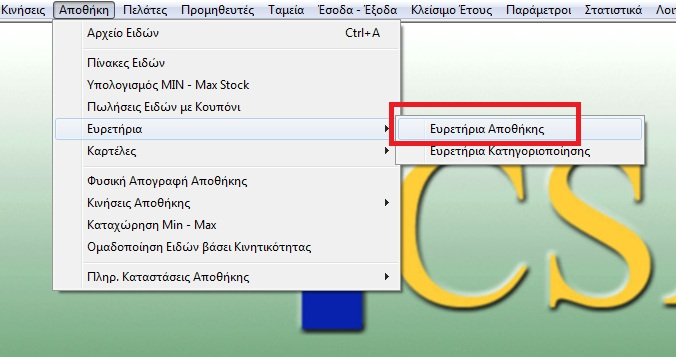 Κινήσεις Αποθήκη Πελάτες Προμηθευτές Ταμεία Έσοδα - Έξοδα Κλείσιμο Έτους Παράμετροι Στατιστικά Λοι
Αρχείο Ειδών Ctrl+A
Πίνακες Ειδών
Υπολογισμός MIN - Max Stock
Πωλήσεις Ειδών με Κουπόνι
Ευρετήρια Ευρετήρια Αποθήκης
Καρτέλες Ευρετήρια Κατηγοριοποίησης
Φυσική Απογραφή Αποθήκης
Κινήσεις Αποθήκης
Καταχώρηση Min - Max
Ομαδοποίηση Ειδών βάσει Κινητικότητας
Πληρ. Καταστάσεις Αποθήκης
CSA